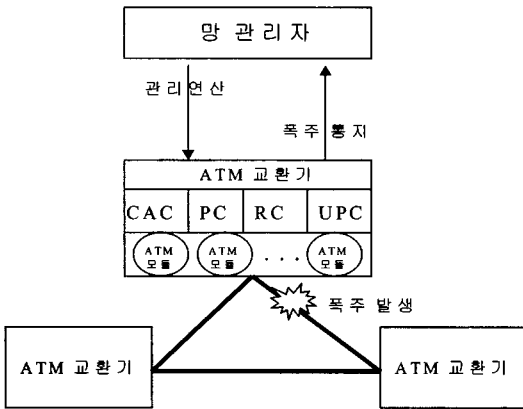 망 관리자
관리연산
폭주 통지
ATM 교환기
CAC PC RC UPC
ATM 모듈 ATM 모듈 . . . ATM 모듈
폭주 발생
ATM 교환기 ATM 교환기